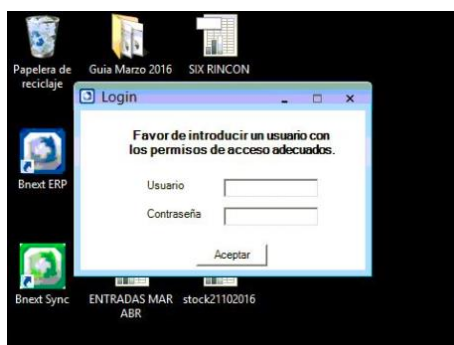 Papelera de
reciclaje
Guia Marzo 2016
SIX RINCON
Login
Favor de introducir un usuario con
los permisos de acceso adecuados.
Bnext ERP
Usuario
Contraseña
Aceptar
Bnext Sync
ENTRADAS MAR
ABR
stock21102016